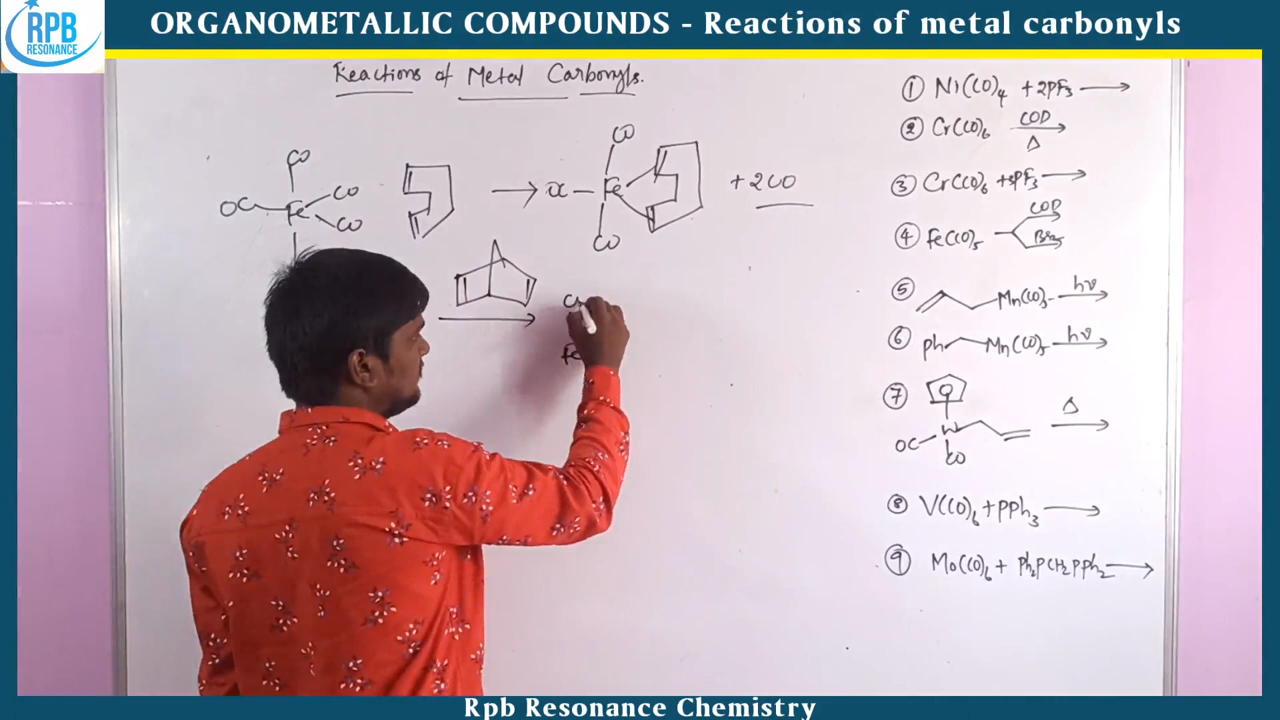 RPB
RESONANCE
ORGANOMETALLIC COMPOUNDS - Reactions of metal carbonyls
Reactions of Metal Carbonyls.
CO
OC Fe CO
CO
CO
OC Fe
CO
+ 2CO
Fe
① Ni(CO)4 + 2PF3 →
② Cr(CO)6 COD Δ →
③ Cr(CO)6 + 3PF3 →
④ Fe(CO)5 COD Br2
⑤ Mn(CO)5 hν →
⑥ Ph Mn(CO)5 hν →
⑦ W Δ →
OC
CO
⑧ V(CO)6 + PPh3 →
⑨ Mo(CO)6 + Ph2PCH2PPh2 →
Rpb Resonance Chemistry